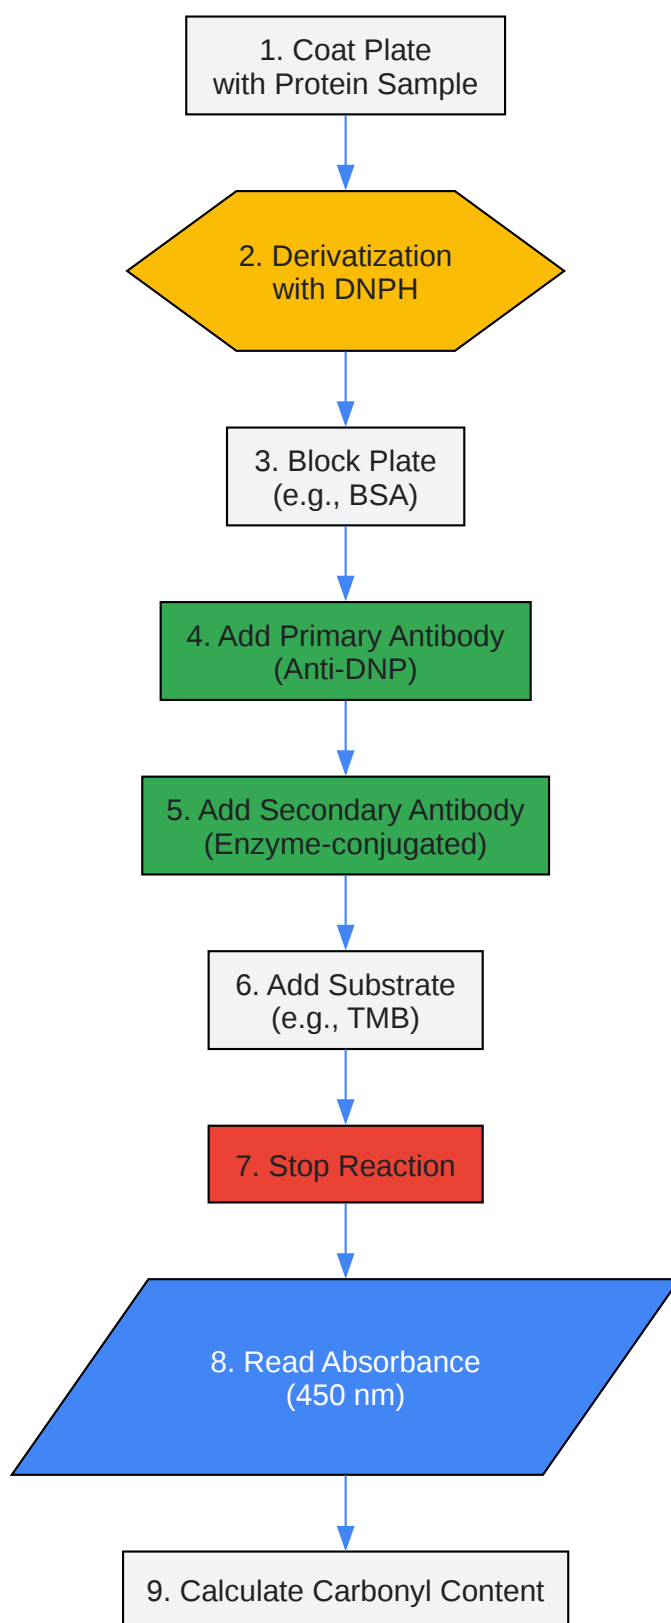 1. Coat Plate
with Protein Sample
2. Derivatization
with DNPH
3. Block Plate
(e.g., BSA)
4. Add Primary Antibody
(Anti-DNP)
5. Add Secondary Antibody
(Enzyme-conjugated)
6. Add Substrate
(e.g., TMB)
7. Stop Reaction
8. Read Absorbance
(450 nm)
9. Calculate Carbonyl Content